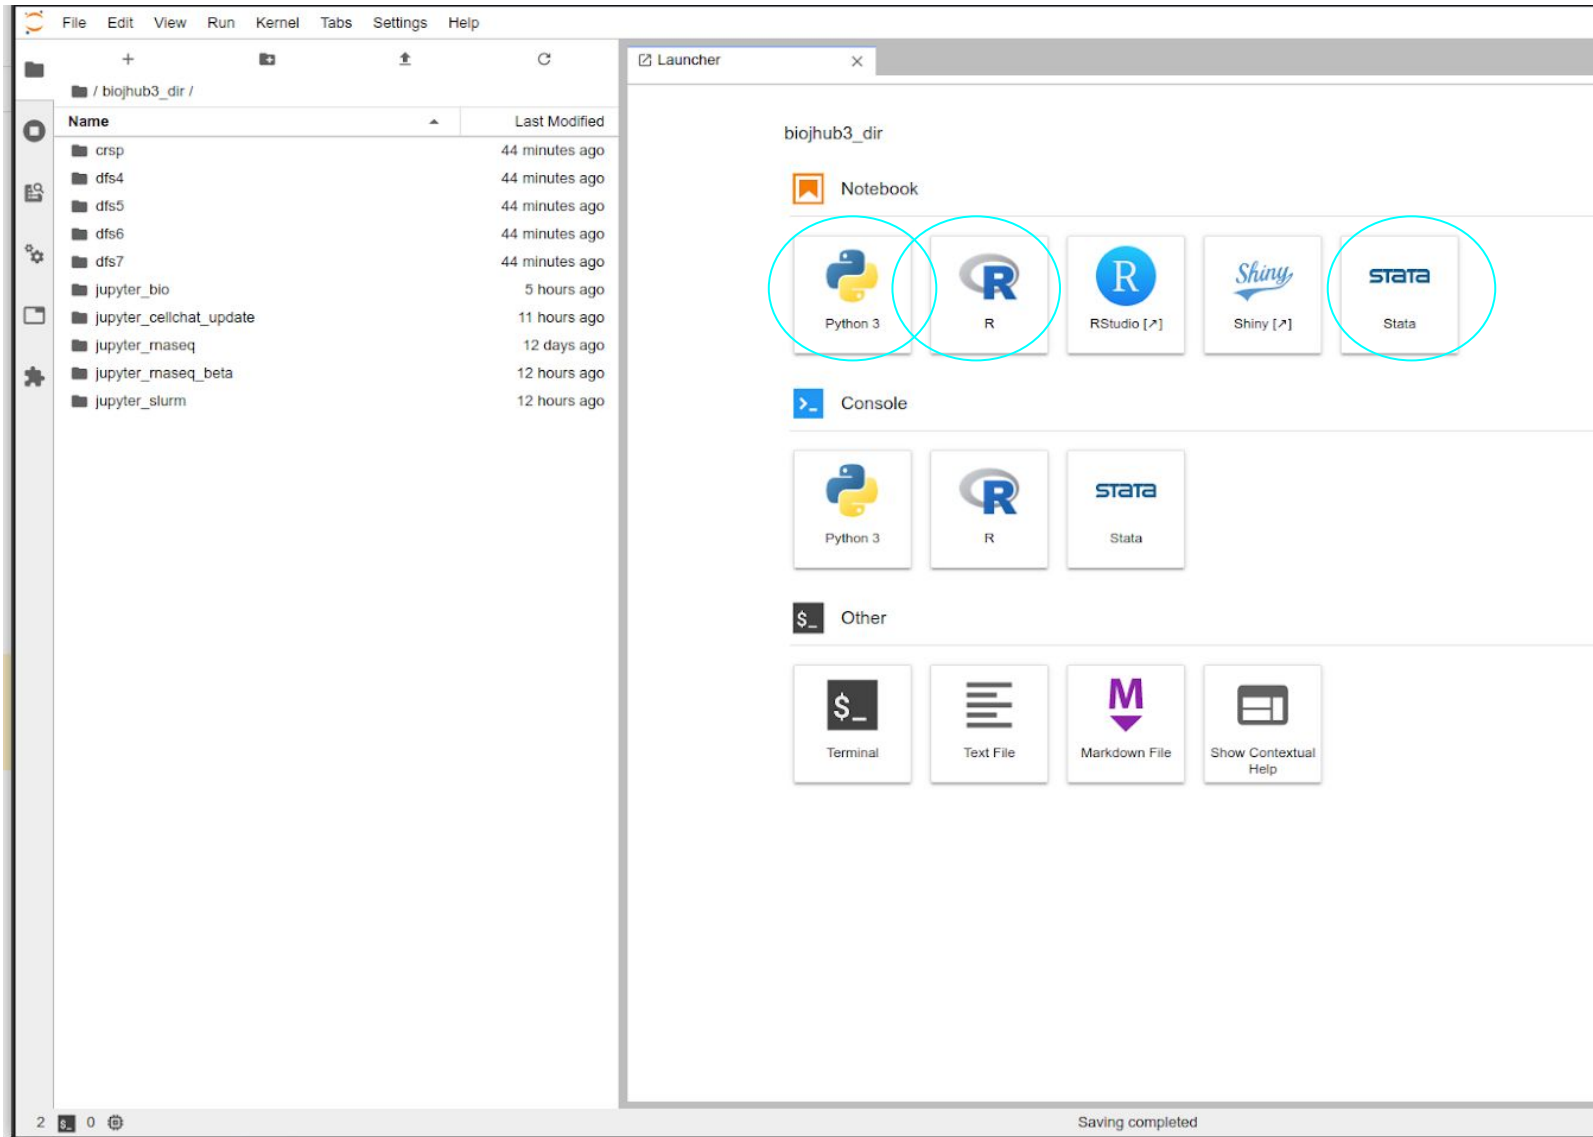 File Edit View Run Kernel Tabs Settings Help
/ biojhub3_dir /
Name Last Modified
crsp 44 minutes ago
dfs4 44 minutes ago
dfs5 44 minutes ago
dfs6 44 minutes ago
dfs7 44 minutes ago
jupyter_bio 5 hours ago
jupyter_cellchat_update 11 hours ago
jupyter_rnaseq 12 days ago
jupyter_rnaseq_beta 12 hours ago
jupyter_slurm 12 hours ago
Launcher
biojhub3_dir
Notebook
R Shiny STATA
Python 3 R RStudio [↗] Shiny [↗] Stata
>_ Console
R STATA
Python 3 R Stata
$_ Other
$_ M
Terminal Text File Markdown File Show Contextual
Help
2 $_ 0 Saving completed